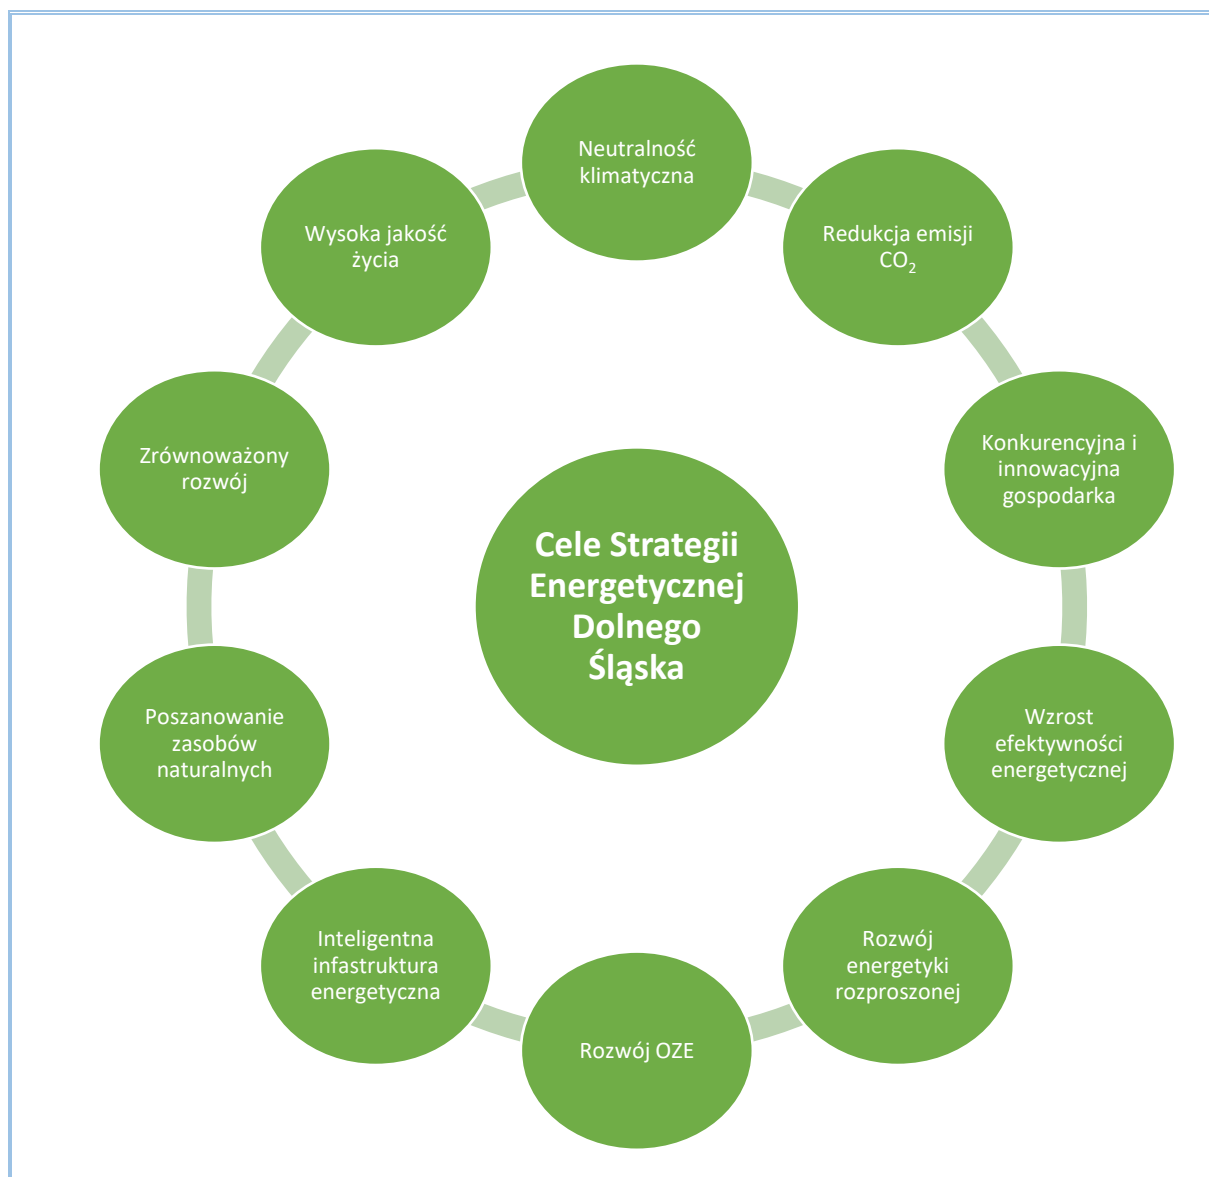 Neutralność
klimatyczna
Redukcja emisji
CO₂
Konkurencyjna i
innowacyjna
gospodarka
Wzrost
efektywności
energetycznej
Rozwój
energetyki
rozproszonej
Rozwój OZE
Inteligentna
infastruktura
energetyczna
Poszanowanie
zasobów
naturalnych
Zrównoważony
rozwój
Wysoka jakość
życia
Cele Strategii
Energetycznej
Dolnego
Śląska